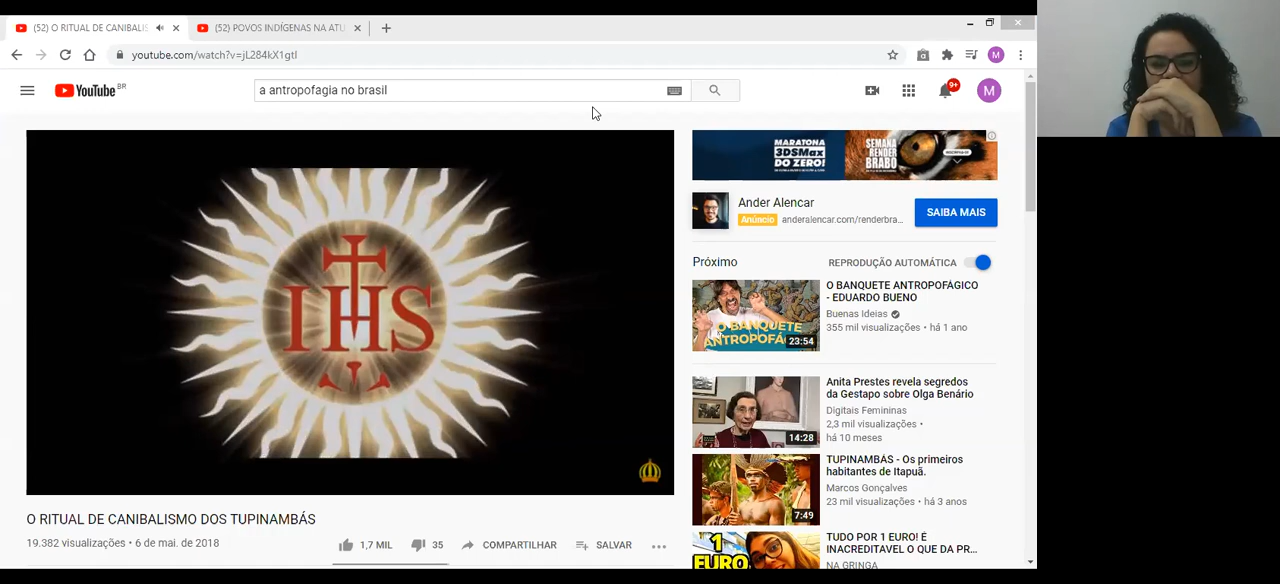 (52) O RITUAL DE CANIBALIS
(52) POVOS INDÍGENAS NA ATU
youtube.com/watch?v=jL284kX1gtI
M
YouTube BR
a antropofagia no brasil
9+
M
IHS
MARATONA
3DSMAX
DO ZERO!
SEMANA
RENDER
BRABO
Ander Alencar
Anúncio
anderalencar.com/renderbra...
SAIBA MAIS
Próximo
REPRODUÇÃO AUTOMÁTICA
O BANQUETE
ANTROPOFÁ
23:54
O BANQUETE ANTROPOFÁGICO
- EDUARDO BUENO
Buenas Ideias
355 mil visualizações • há 1 ano
14:28
Anita Prestes revela segredos
da Gestapo sobre Olga Benário
Digitais Femininas
2,3 mil visualizações •
há 10 meses
7:49
TUPINAMBÁS - Os primeiros
habitantes de Itapuã.
Marcos Gonçalves
23 mil visualizações • há 3 anos
1
EURO
TUDO POR 1 EURO! É
INACREDITAVEL O QUE DA PR...
NA GRINGA
O RITUAL DE CANIBALISMO DOS TUPINAMBÁS
19.382 visualizações • 6 de mai. de 2018
1,7 MIL
35
COMPARTILHAR
SALVAR